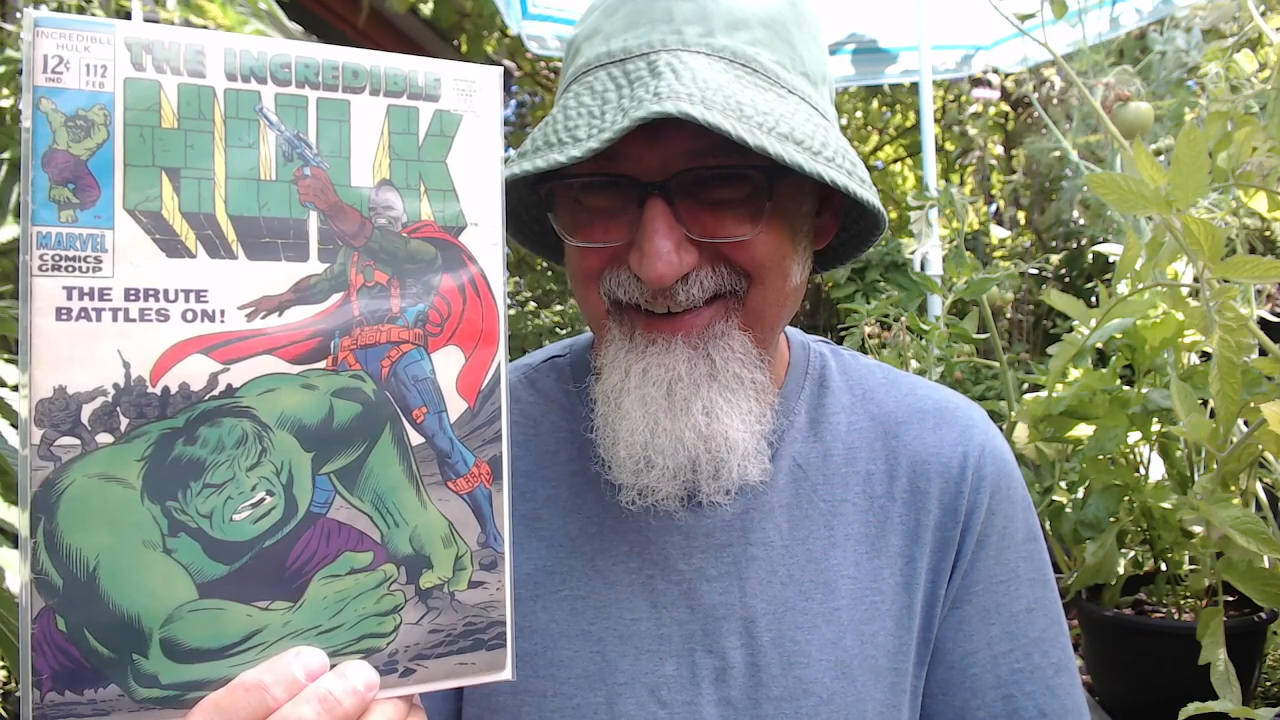 INCREDIBLE
HULK
12¢
IND.
112
FEB
MARVEL
COMICS
GROUP
THE INCREDIBLE
HULK
THE BRUTE
BATTLES ON!